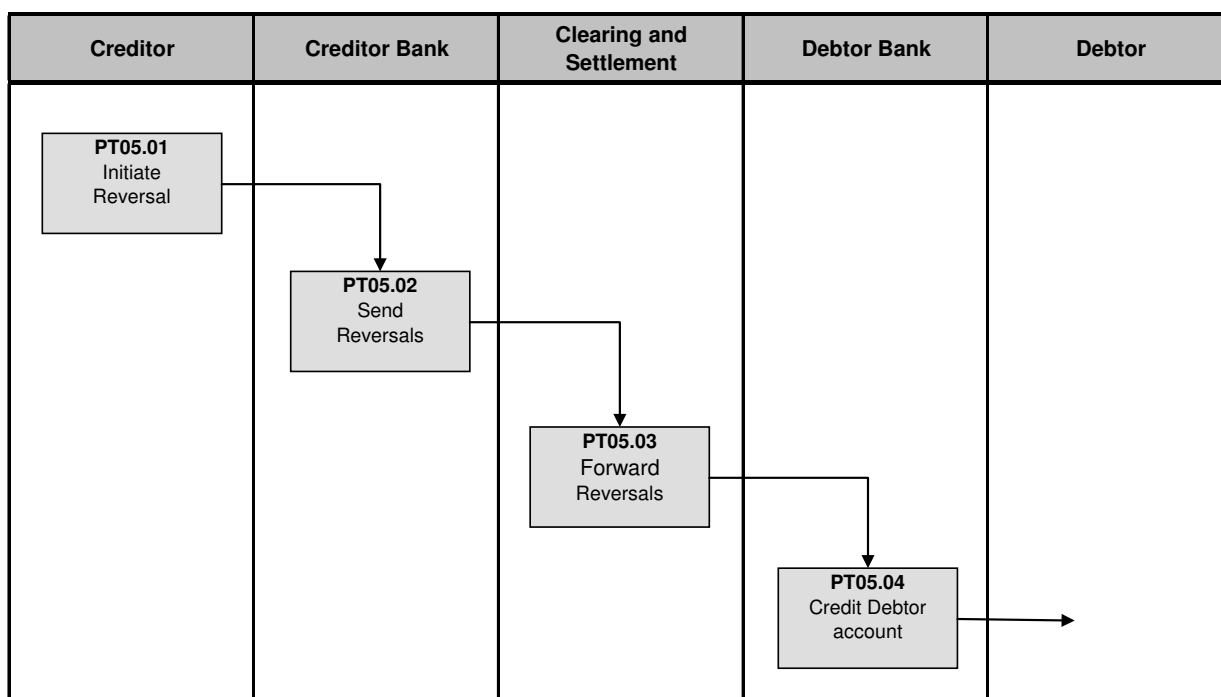 Creditor
Creditor Bank
Clearing and
Settlement
Debtor Bank
Debtor
PT05.01
Initiate
Reversal
PT05.02
Send
Reversals
PT05.03
Forward
Reversals
PT05.04
Credit Debtor
account